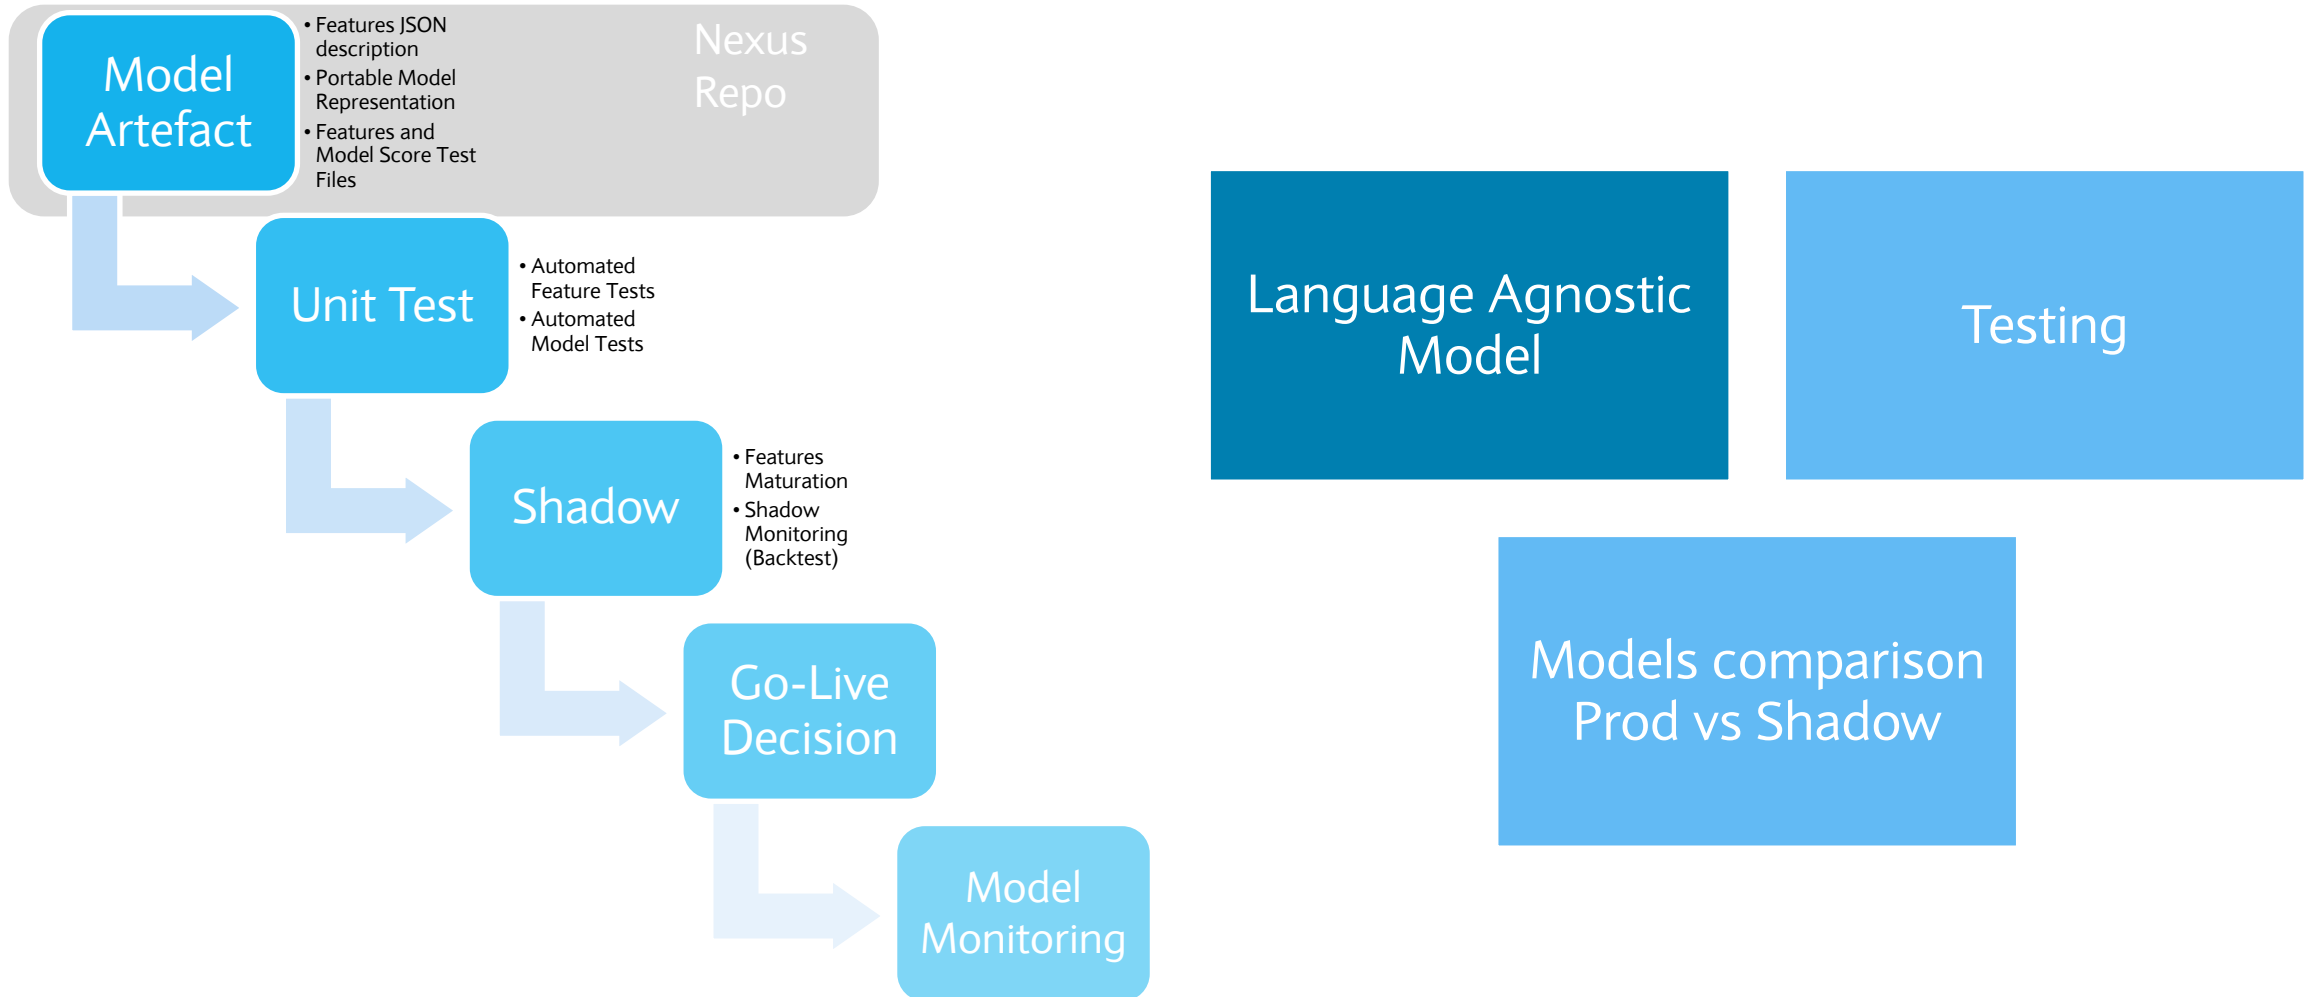 Model
Artefact
• Features JSON
description
• Portable Model
Representation
• Features and
Model Score Test
Files
Nexus
Repo
Unit Test
• Automated
Feature Tests
• Automated
Model Tests
Shadow
• Features
Maturation
• Shadow
Monitoring
(Backtest)
Go-Live
Decision
Model
Monitoring
Language Agnostic
Model
Testing
Models comparison
Prod vs Shadow